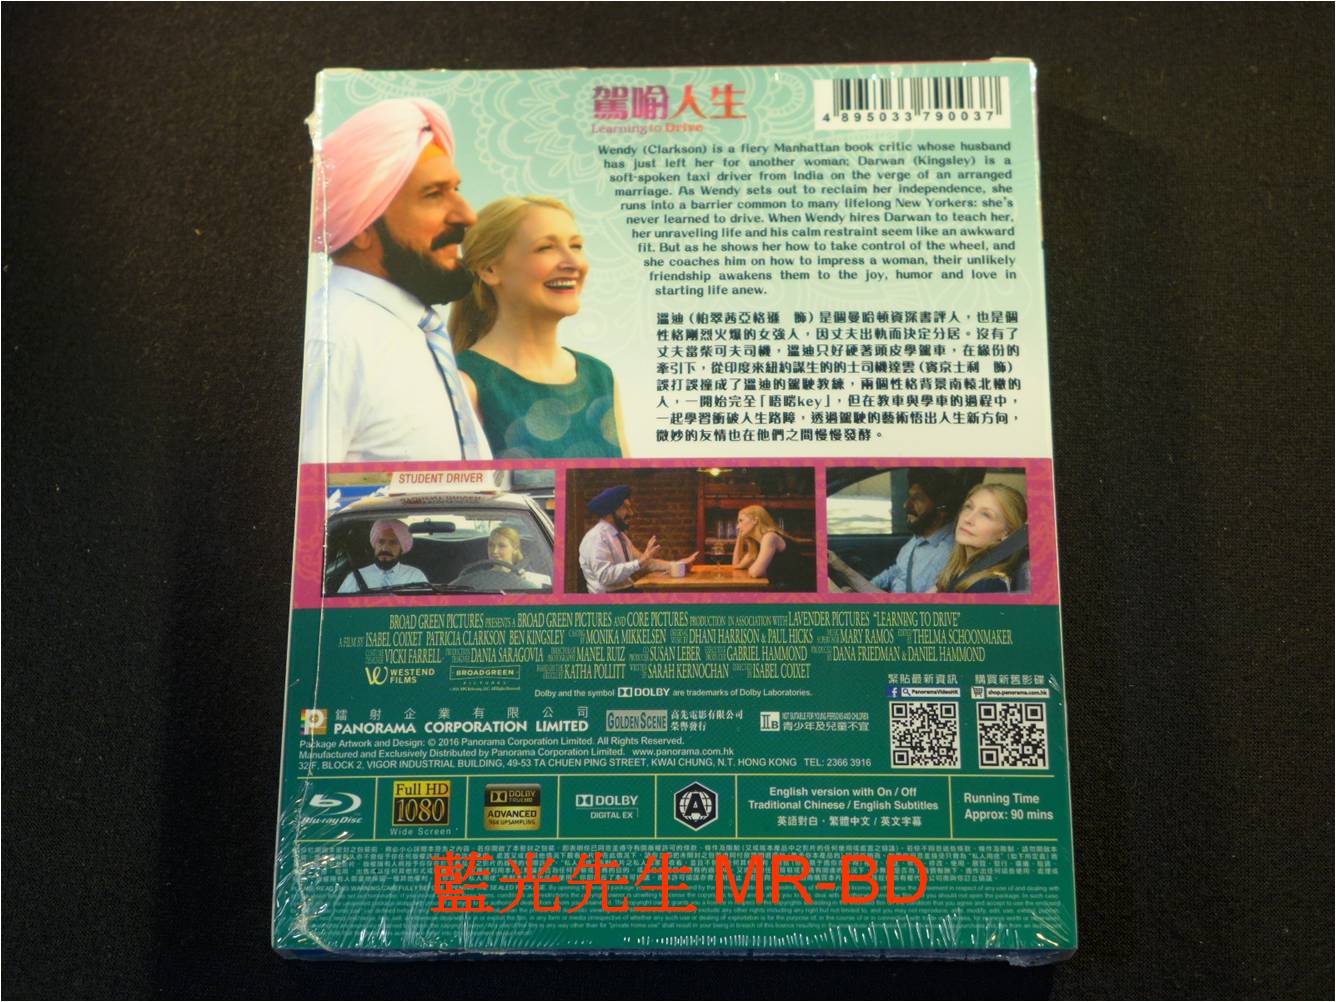 駕喻人生
Learning to Drive
4 895033 790037
Wendy (Clarkson) is a fiery Manhattan book critic whose husband
has just left her for another woman; Darwan (Kingsley) is a
soft-spoken taxi driver from India on the verge of an arranged
marriage. As Wendy sets out to reclaim her independence, she
runs into a barrier common to many lifelong New Yorkers: she's
never learned to drive. When Wendy hires Darwan to teach her,
her unraveling life and his calm restraint seem like an awkward
fit. But as he shows her how to take control of the wheel, and
she coaches him on how to impress a woman, their unlikely
friendship awakens them to the joy, humor and love in
starting life anew.
溫迪（帕翠茜亞格遜 飾）是個曼哈頓資深書評人，也是個
性格剛烈火爆的女強人，因丈夫出軌而決定分居。沒有了
丈夫當柴可夫司機，溫迪只好硬著頭皮學駕車，在緣份的
牽引下，從印度來紐約謀生的的士司機達雲（賓京士利 飾）
誤打誤撞成了溫迪的駕駛教練，兩個性格背景南轅北轍的
人，一開始完全「唔啱key」，但在教車與學車的過程中，
一起學習衝破人生路障，透過駕駛的藝術悟出人生新方向，
微妙的友情也在他們之間慢慢發酵。
STUDENT DRIVER
BROAD GREEN PICTURES PRESENTS A BROAD GREEN PICTURES AND CORE PICTURES PRODUCTION IN ASSOCIATION WITH LAVENDER PICTURES "LEARNING TO DRIVE"
A FILM BY ISABEL COIXET PATRICIA CLARKSON BEN KINGSLEY MONIKA MIKKELSEN DHANI HARRISON & PAUL HICKS MARY RAMOS THELMA SCHOONMAKER
VICKI FARRELL DANIA SARAGOVIA MANEL RUIZ SUSAN LEBER GABRIEL HAMMOND DANA FRIEDMAN & DANIEL HAMMOND
KATHA POLLITT SARAH KERNOCHAN ISABEL COIXET
WESTEND FILMS
BROADGREEN PICTURES
Dolby and the symbol DOLBY are trademarks of Dolby Laboratories.
緊貼最新資訊
PanoramaVideoHK
購買新舊影碟
shop.panorama.com.hk
鐳射企業有限公司
PANORAMA CORPORATION LIMITED
GOLDEN SCENE
高先電影有限公司
榮譽發行
IIB
NOT SUITABLE FOR YOUNG PERSONS AND CHILDREN
青少年及兒童不宜
Package Artwork and Design: © 2016 Panorama Corporation Limited. All Rights Reserved.
Manufactured and Exclusively Distributed by Panorama Corporation Limited. www.panorama.com.hk
32/F, BLOCK 2, VIGOR INDUSTRIAL BUILDING, 49-53 TA CHUEN PING STREET, KWAI CHUNG, N.T. HONG KONG TEL: 2366 3916
Blu-ray Disc
Full HD
1080
Wide Screen
DOLBY
TRUEHD
ADVANCED
96K UPSAMPLING
DOLBY
DIGITAL EX
A
English version with On / Off
Traditional Chinese / English Subtitles
英語對白，繁體中文 / 英文字幕
Running Time
Approx: 90 mins
藍光先生 MR-BD